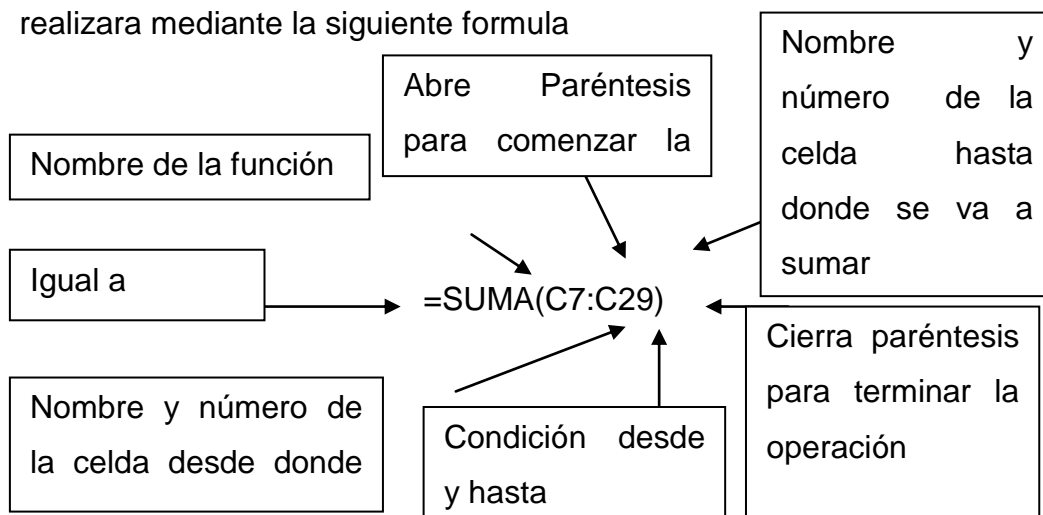 realizara mediante la siguiente formula
Abre Paréntesis
para comenzar la
Nombre y
número de la
celda hasta
donde se va a
sumar
Nombre de la función
Igual a
=SUMA(C7:C29)
Nombre y número de
la celda desde donde
Condición desde
y hasta
Cierra paréntesis
para terminar la
operación